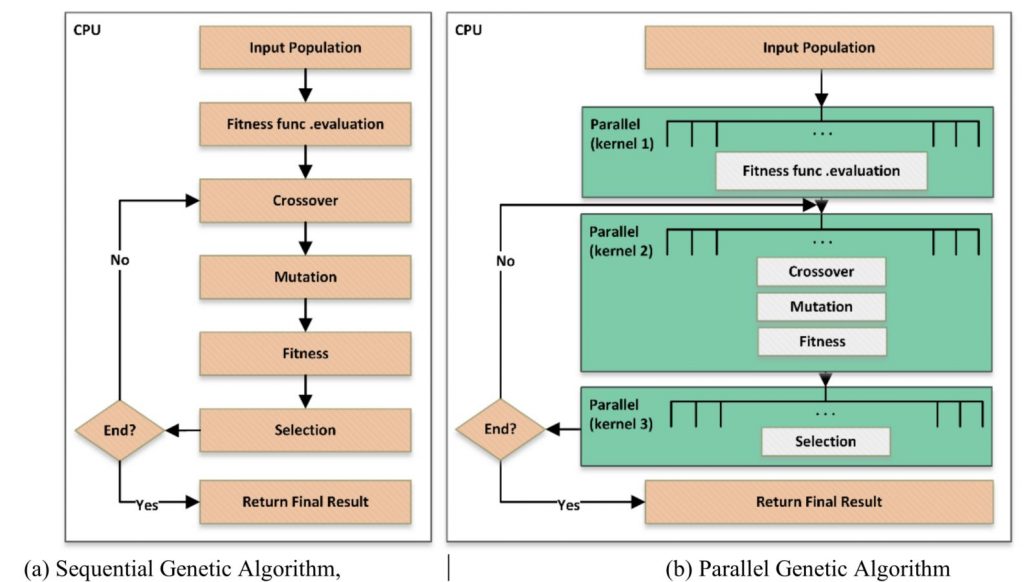 CPU
Input Population
Fitness func .evaluation
Crossover
No
Mutation
Fitness
End?
Selection
Yes
Return Final Result
(a) Sequential Genetic Algorithm,
CPU
Input Population
Parallel
(kernel 1)
...
Fitness func .evaluation
Parallel
(kernel 2)
...
No
Crossover
Mutation
Fitness
Parallel
(kernel 3)
...
End?
Selection
Yes
Return Final Result
(b) Parallel Genetic Algorithm